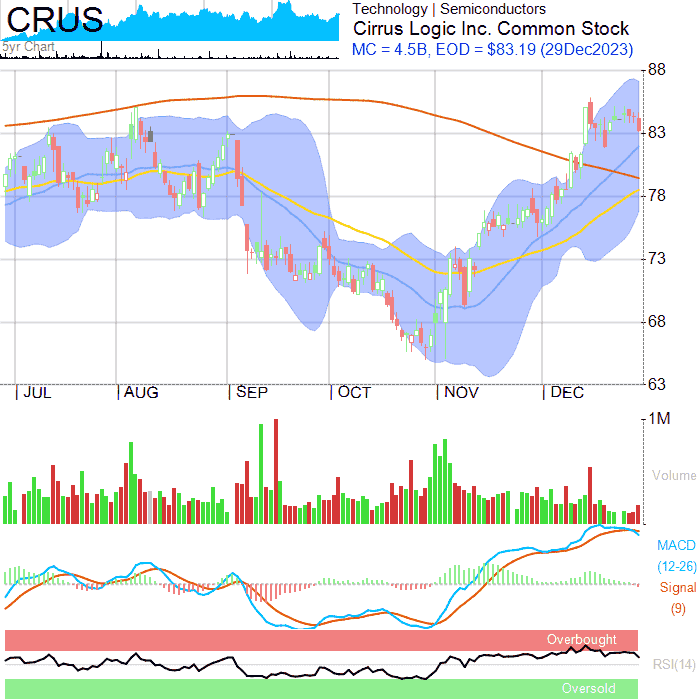 CRUS
5yr Chart
Technology | Semiconductors
Cirrus Logic Inc. Common Stock
MC = 4.5B, EOD = $83.19 (29Dec2023)
88
83
78
73
68
63
|JUL |AUG |SEP |OCT |NOV |DEC
1M
Volume
MACD
(12-26)
Signal
(9)
Overbought
RSI(14)
Oversold